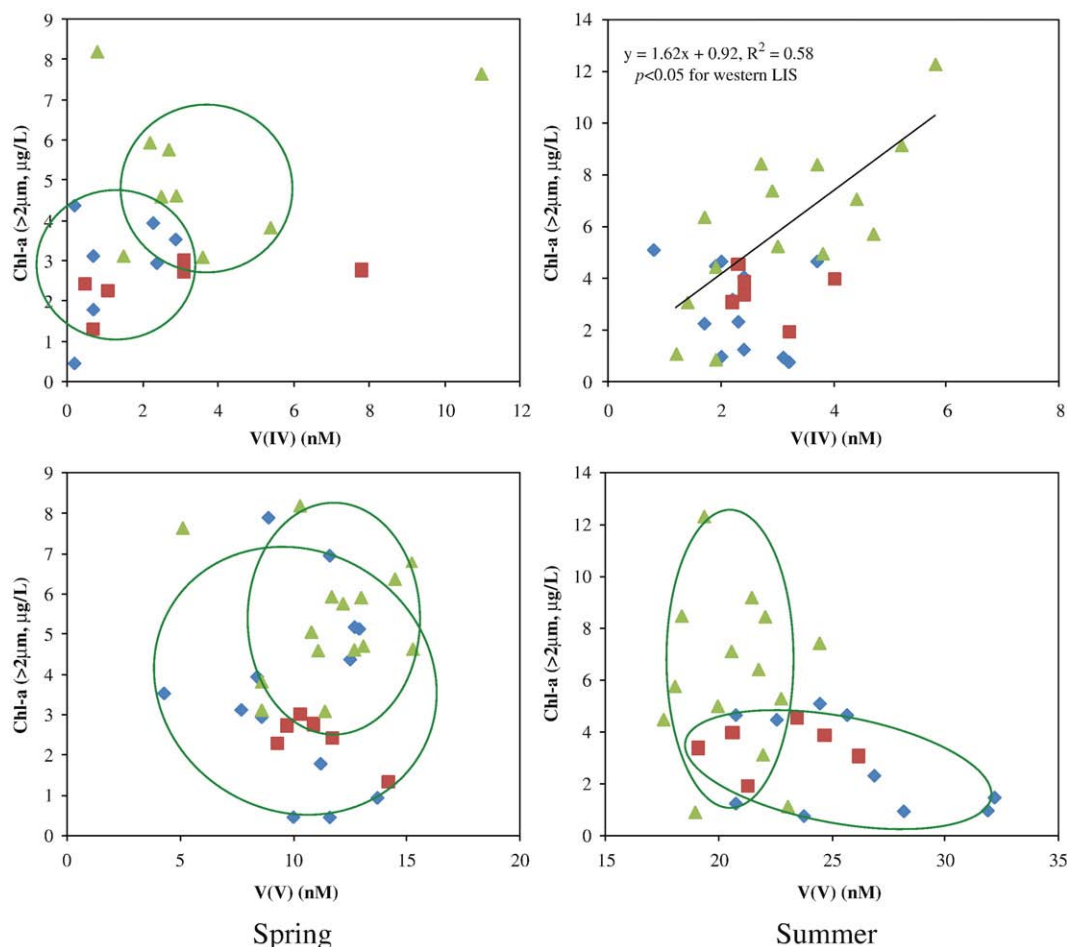 9
8
7
6
5
4
3
2
1
0
Chl-a (>2µm, µg/L)
0 2 4 6 8 10 12
V(IV) (nM)
14
12
10
8
6
4
2
0
Chl-a (>2µm, µg/L)
y = 1.62x + 0.92, R² = 0.58
p<0.05 for western LIS
0 2 4 6 8
V(IV) (nM)
9
8
7
6
5
4
3
2
1
0
Chl-a (>2µm, µg/L)
0 5 10 15 20
V(V) (nM)
Spring
14
12
10
8
6
4
2
0
Chl-a (>2µm, µg/L)
15 20 25 30 35
V(V) (nM)
Summer